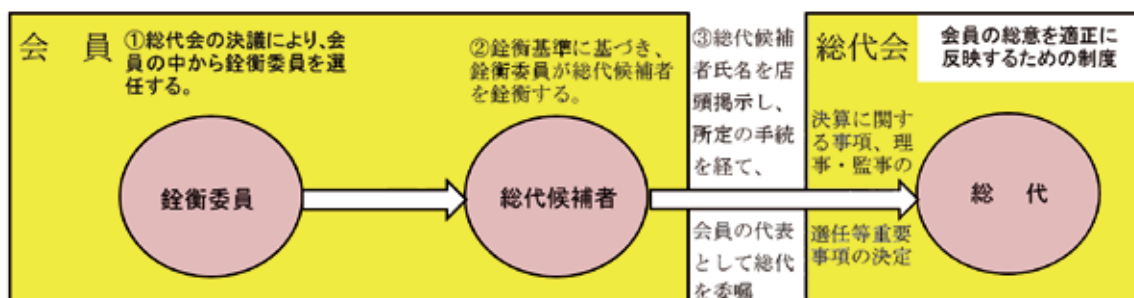 会　員
①総代会の決議により、会
員の中から銓衡委員を選
任する。
銓衡委員
②銓衡基準に基づき、
銓衡委員が総代候補者
を銓衡する。
総代候補者
③総代候補
者氏名を店
頭掲示し、
所定の手続
を経て、
会員の代表
として総代
を委嘱
総代会
会員の総意を適正に
反映するための制度
決算に関す
る事項、理
事・監事の
選任等重要
事項の決定
総　代